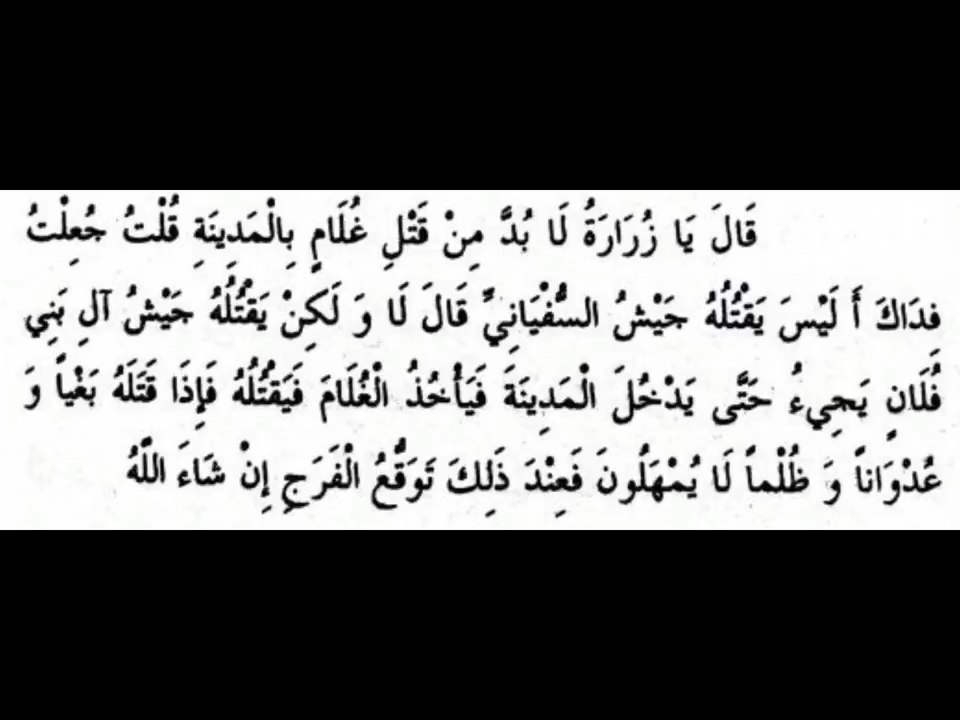 قَالَ يَا زُرَارَةُ لَا بُدَّ مِنْ قَتْلِ غُلَامٍ بِالْمَدِينَةِ قُلْتُ جُعِلْتُ
فِدَاكَ أَ لَيْسَ يَقْتُلُهُ جَيْشُ السُّفْيَانِيِّ قَالَ لَا وَ لَكِنْ يَقْتُلُهُ جَيْشُ آلِ بَنِي
فُلَانٍ يَجِيءُ حَتَّى يَدْخُلَ الْمَدِينَةَ فَيَأْخُذُ الْغُلَامَ فَيَقْتُلُهُ فَإِذَا قَتَلَهُ بَغْياً وَ
عُدْوَاناً وَ ظُلْماً لَا يُمْهَلُونَ فَعِنْدَ ذَلِكَ تَوَقُّعُ الْفَرَجِ إِنْ شَاءَ اللَّهُ